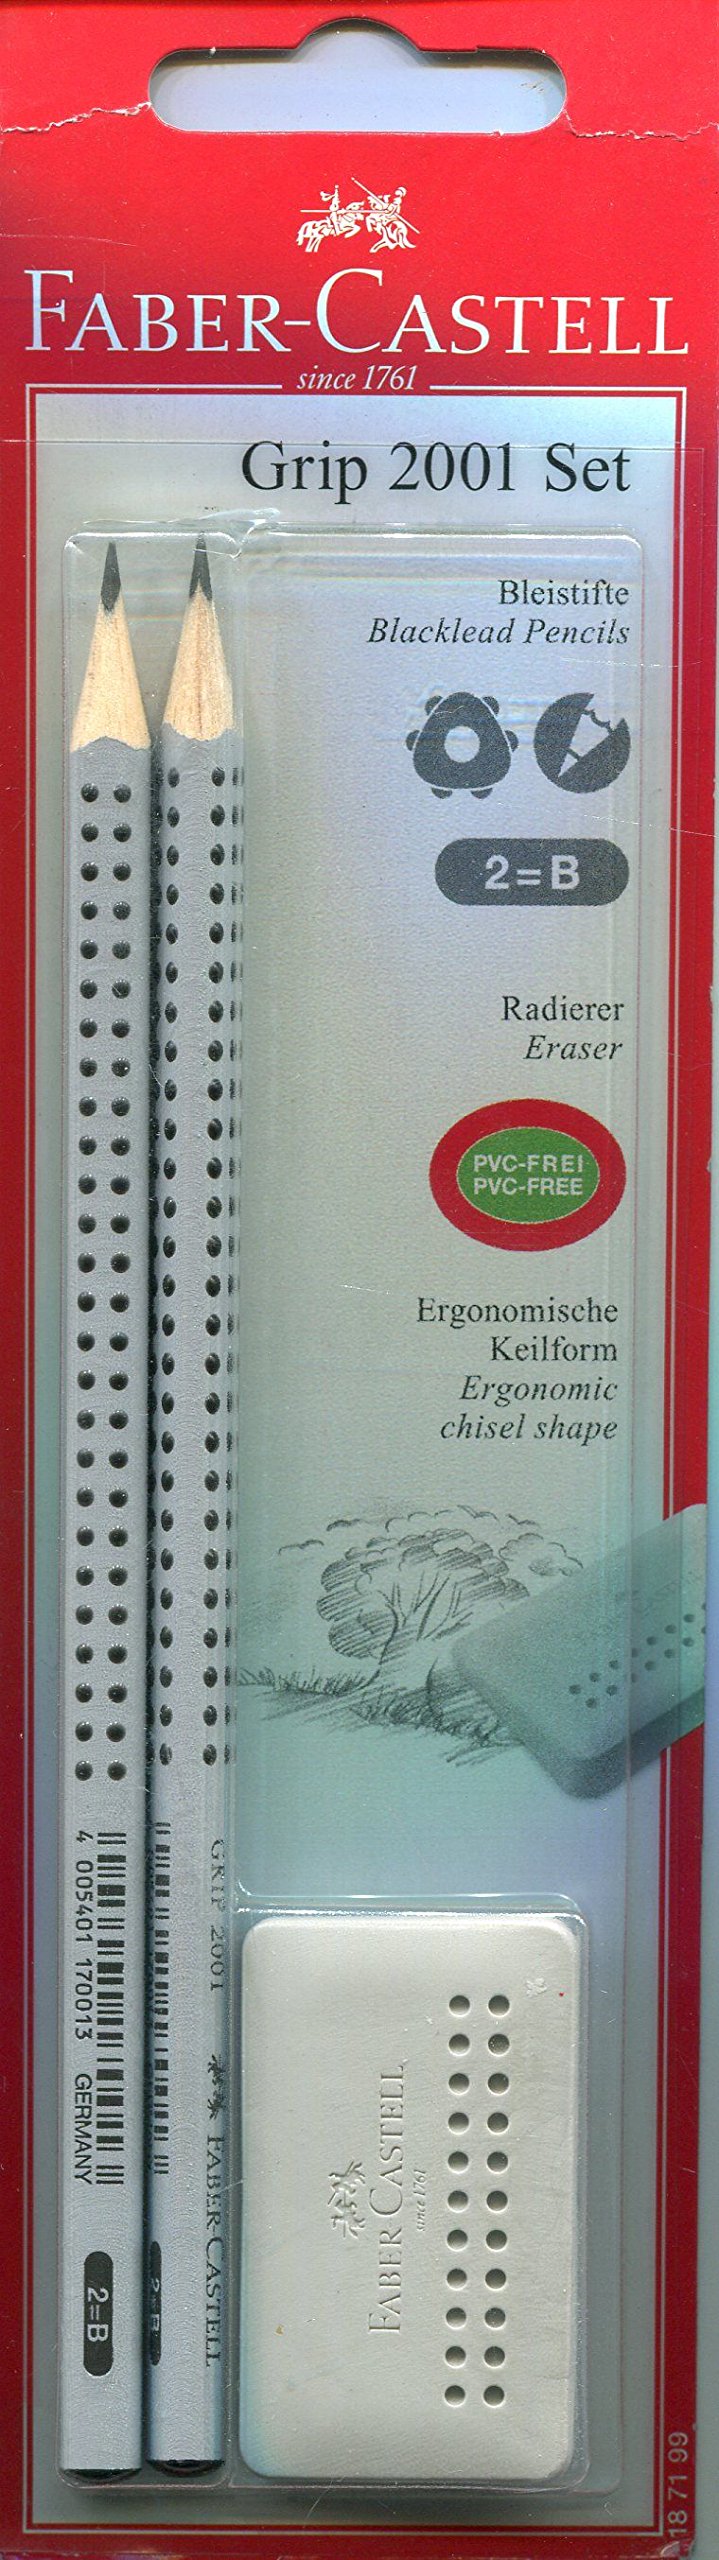 FABER-CASTELL
since 1761
Grip 2001 Set
Bleistifte
Blacklead Pencils
2=B
Radierer
Eraser
PVC-FREI
PVC-FREE
Ergonomische
Keilform
Ergonomic
chisel shape
4 005401 170013 GERMANY
2=B
GRIP 2001 FABER-CASTELL
2=B
FABER-CASTELL
since 1761
18 71 99